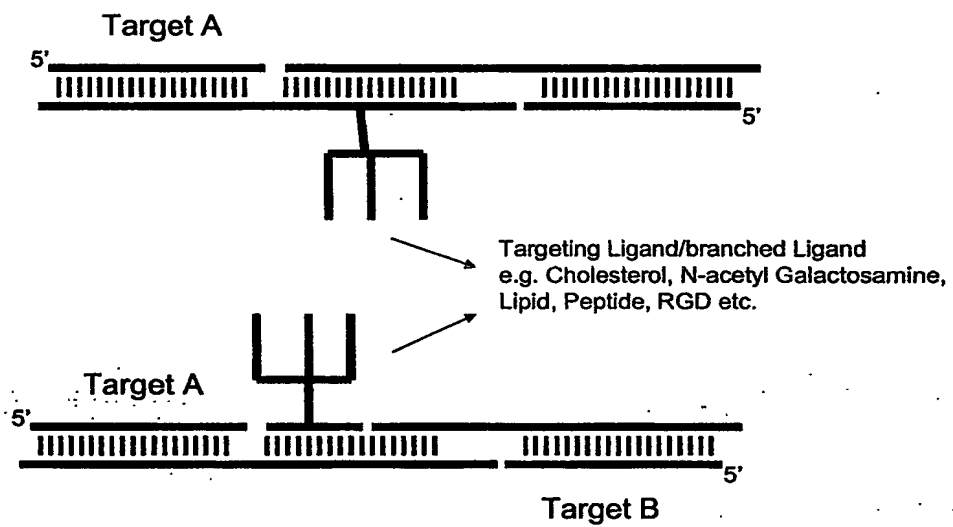 Target A
5'
5'
Targeting Ligand/branched Ligand
e.g. Cholesterol, N-acetyl Galactosamine,
Lipid, Peptide, RGD etc.
Target A
5'
5'
Target B